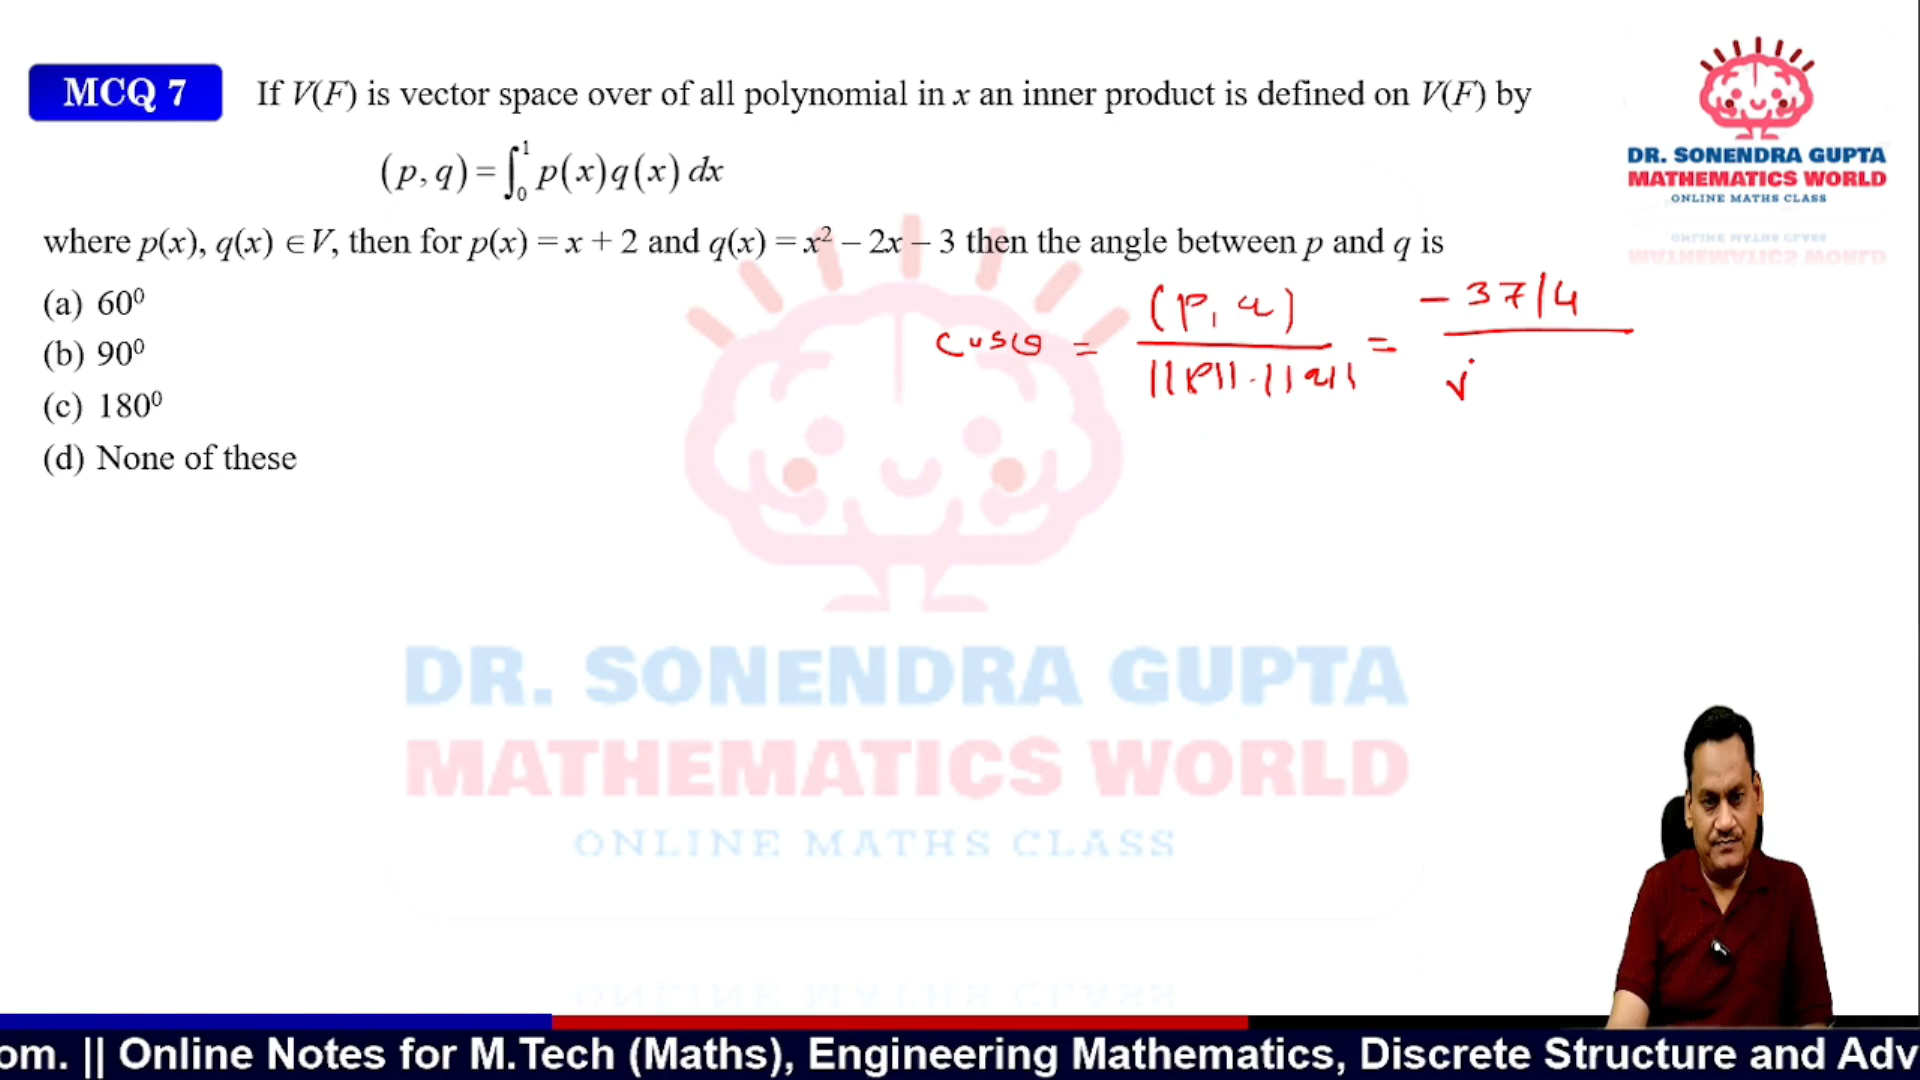 MCQ 7 If V(F) is vector space over of all polynomial in x an inner product is defined on V(F) by
(p, q) = ∫₀¹ p(x)q(x) dx
where p(x), q(x) ∈ V, then for p(x) = x + 2 and q(x) = x² – 2x – 3 then the angle between p and q is
(a) 60⁰
(b) 90⁰
(c) 180⁰
(d) None of these
cosθ = (p, q) / ||p||.||q|| = -37/4 / √
DR. SONENDRA GUPTA
MATHEMATICS WORLD
ONLINE MATHS CLASS
DR. SONENDRA GUPTA
MATHEMATICS WORLD
ONLINE MATHS CLASS
om. || Online Notes for M.Tech (Maths), Engineering Mathematics, Discrete Structure and Adv